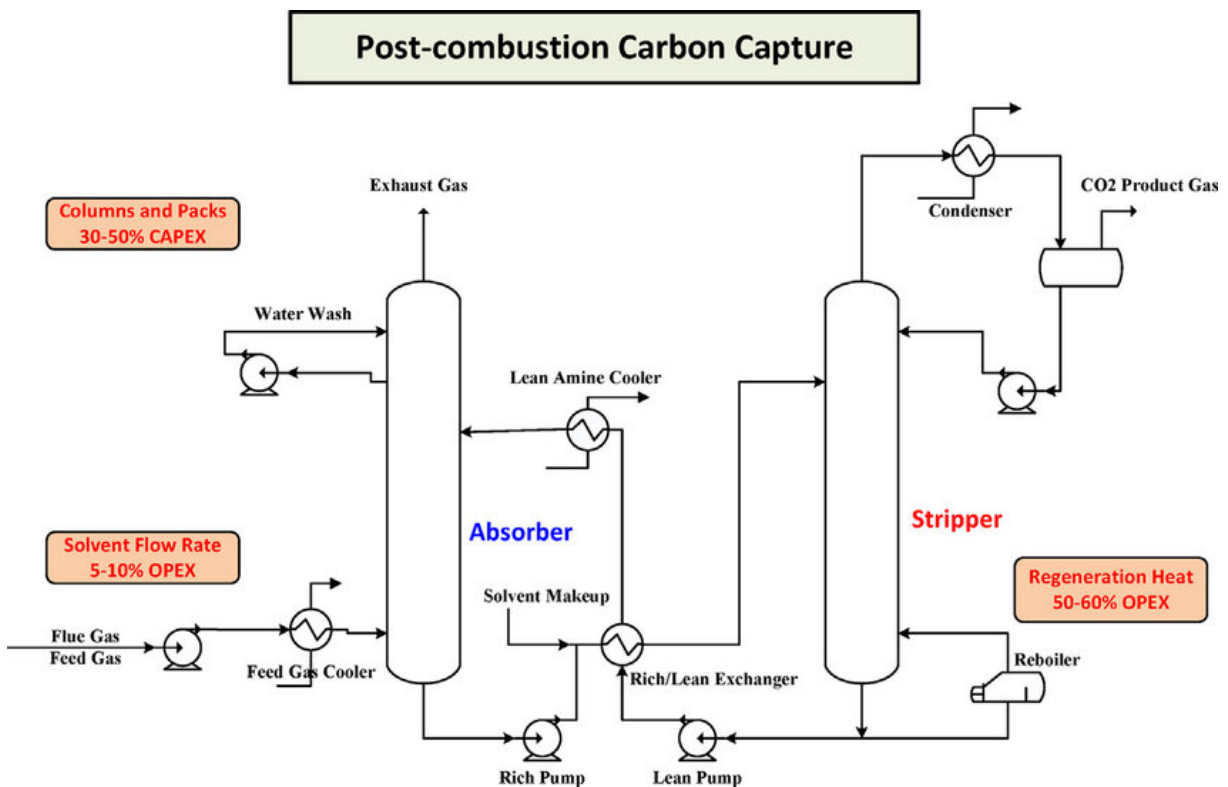 Post-combustion Carbon Capture
Exhaust Gas
Condenser
CO2 Product Gas
Columns and Packs
30-50% CAPEX
Water Wash
Lean Amine Cooler
Absorber
Stripper
Solvent Flow Rate
5-10% OPEX
Solvent Makeup
Regeneration Heat
50-60% OPEX
Flue Gas
Feed Gas
Feed Gas Cooler
Rich/Lean Exchanger
Reboiler
Rich Pump
Lean Pump